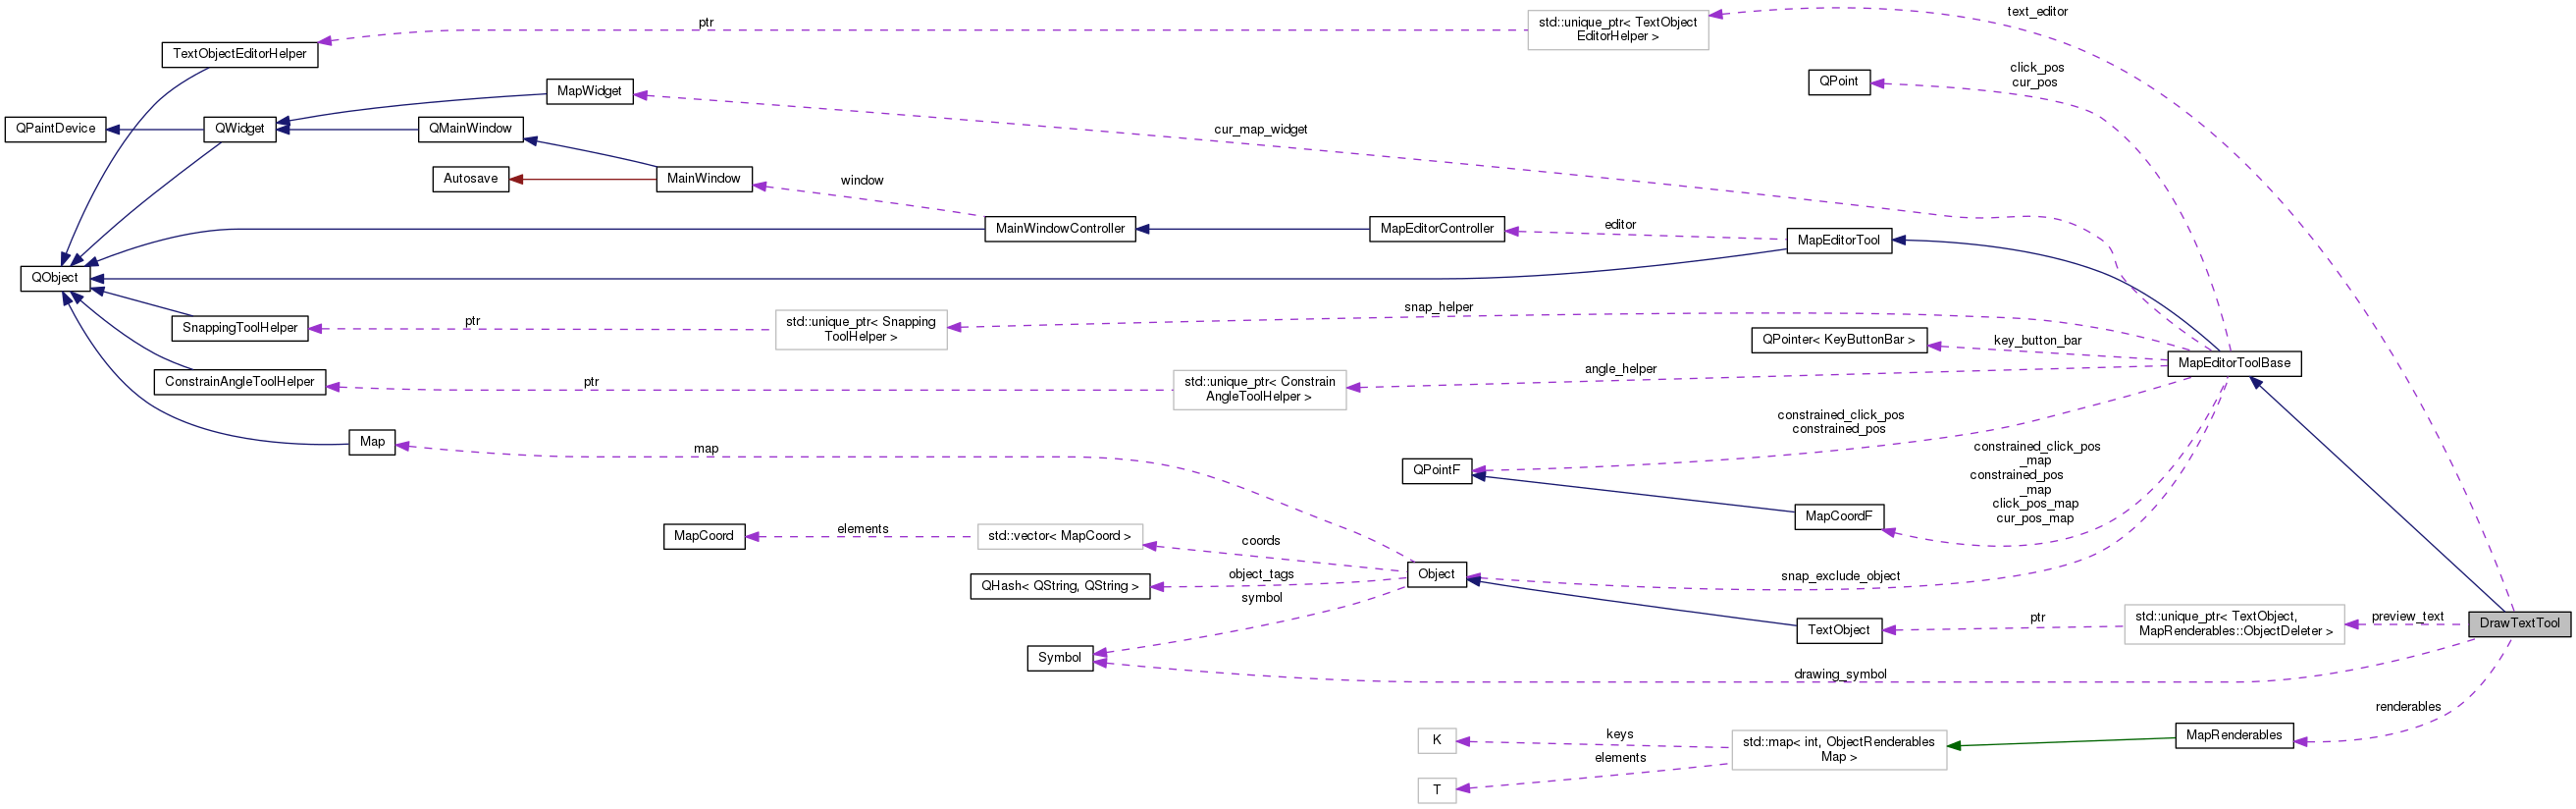 text_editor
std::unique_ptr< TextObject
EditorHelper >
ptr
TextObjectEditorHelper
click_pos
cur_pos
QPoint
MapWidget
cur_map_widget
QPaintDevice
QWidget
QMainWindow
Autosave
MainWindow
window
MainWindowController
MapEditorController
editor
MapEditorTool
QObject
SnappingToolHelper
ptr
std::unique_ptr< Snapping
ToolHelper >
snap_helper
QPointer< KeyButtonBar >
key_button_bar
MapEditorToolBase
ConstrainAngleToolHelper
ptr
std::unique_ptr< Constrain
AngleToolHelper >
angle_helper
constrained_click_pos
constrained_pos
Map
map
QPointF
constrained_click_pos
_map
constrained_pos
_map
click_pos_map
cur_pos_map
MapCoordF
MapCoord
elements
std::vector< MapCoord >
coords
Object
snap_exclude_object
QHash< QString, QString >
object_tags
symbol
TextObject
ptr
std::unique_ptr< TextObject,
MapRenderables::ObjectDeleter >
preview_text
DrawTextTool
Symbol
drawing_symbol
renderables
K
keys
std::map< int, ObjectRenderables
Map >
MapRenderables
elements
T